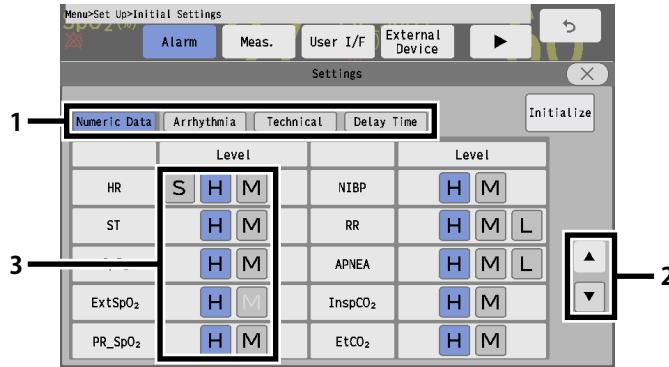 Menu>Set Up>Initial Settings
Alarm Meas. User I/F External Device ▶
Settings
1 Numeric Data Arrhythmia Technical Delay Time Initialize
Level Level
HR S H M NIBP H M
ST H M RR H M L
3 H M APNEA H M L ▲ 2
ExtSpO₂ H M InspCO₂ H M ▼
PR_SpO₂ H M EtCO₂ H M